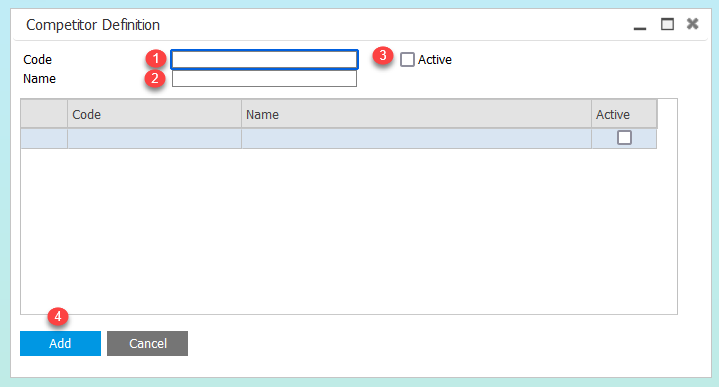 Competitor Definition
Code 1 3 Active
Name 2
Code Name Active
4
Add Cancel